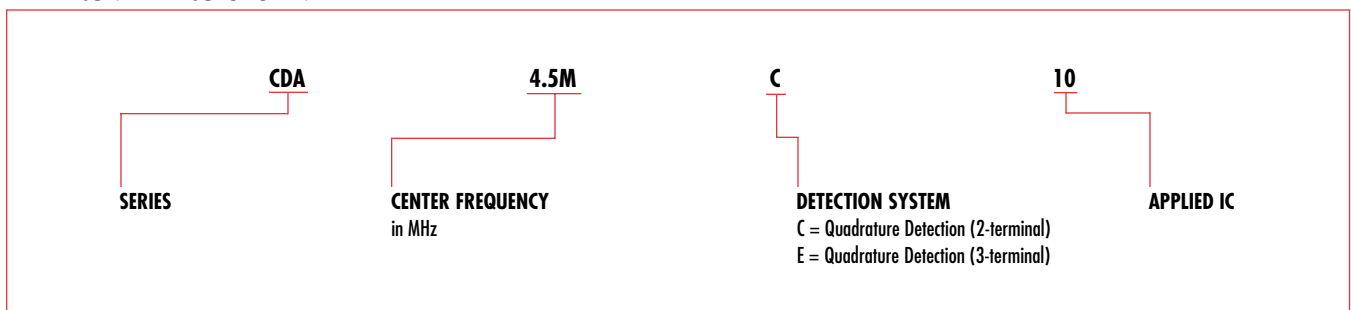 CDA 4.5M C 10
SERIES CENTER FREQUENCY DETECTION SYSTEM APPLIED IC
in MHz C = Quadrature Detection (2-terminal)
E = Quadrature Detection (3-terminal)